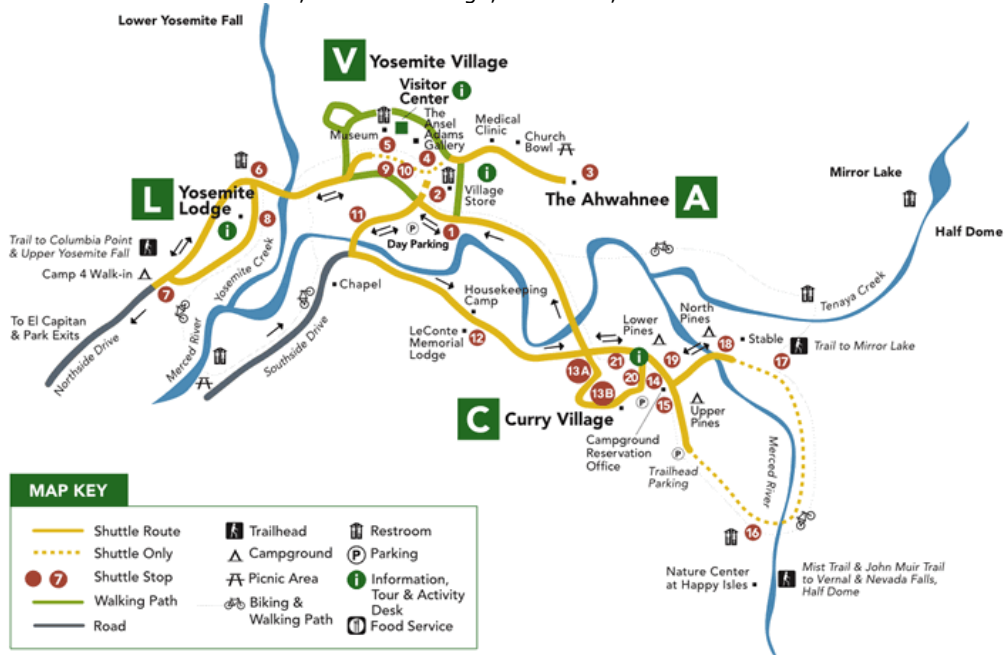 Lower Yosemite Fall
V
Yosemite Village
Visitor
Center
i
The
Ansel
Adams
Gallery
Museum
Medical
Clinic
Church
Bowl
5
4
9
10
3
2
i
Village
Store
The Ahwahnee
A
Mirror Lake
Half Dome
6
L
Yosemite
Lodge
8
i
11
P
Day Parking
1
Trail to Columbia Point
& Upper Yosemite Fall
Camp 4 Walk-in
7
Yosemite Creek
Chapel
Housekeeping
Camp
To El Capitan
& Park Exits
Northside Drive
Merced River
Southside Drive
LeConte
Memorial
Lodge
12
Lower
Pines
North
Pines
Tenaya Creek
18
Stable
17
Trail to Mirror Lake
13A
21
i
19
20
14
13B
15
P
C
Curry Village
Upper
Pines
Campground
Reservation
Office
P
Trailhead
Parking
Merced River
16
Nature Center
at Happy Isles
Mist Trail & John Muir Trail
to Vernal & Nevada Falls,
Half Dome
MAP KEY
Shuttle Route
Shuttle Only
7
Shuttle Stop
Walking Path
Road
Trailhead
Campground
Picnic Area
Biking &
Walking Path
Restroom
P
Parking
i
Information,
Tour & Activity
Desk
Food Service